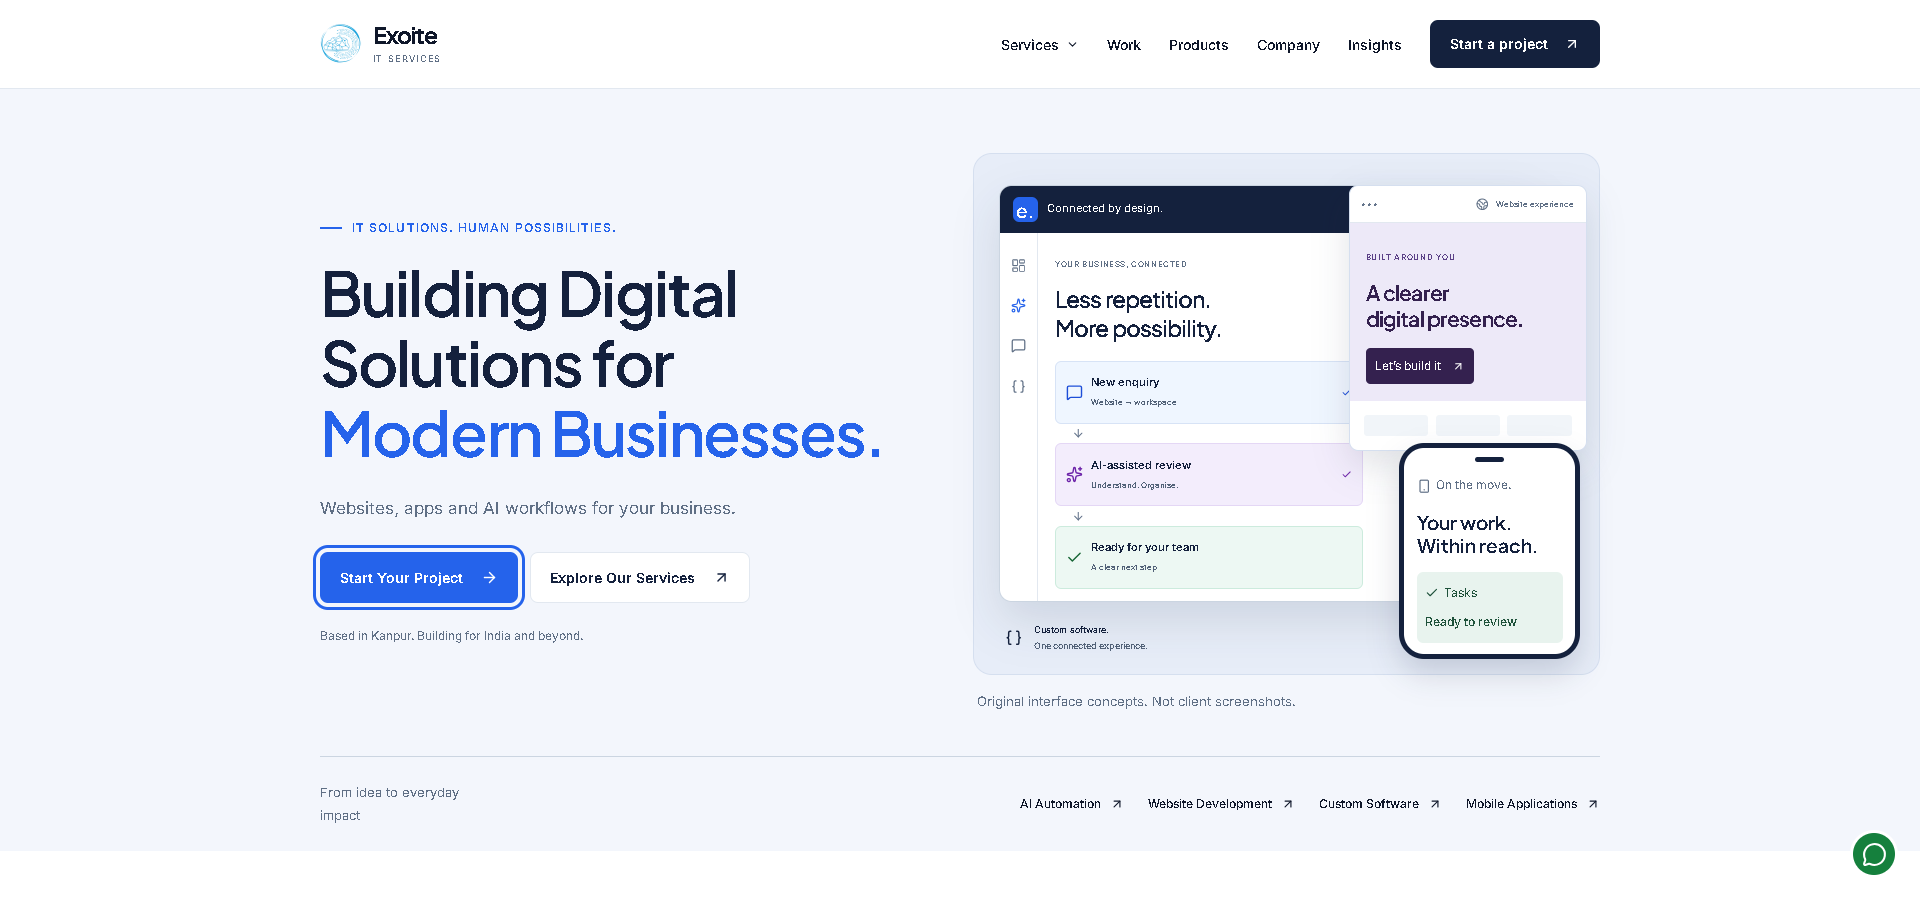 Exoite
IT SERVICES
Services
Work
Products
Company
Insights
Start a project
IT SOLUTIONS. HUMAN POSSIBILITIES.
Building Digital
Solutions for
Modern Businesses.
Websites, apps and AI workflows for your business.
Start Your Project
Explore Our Services
Based in Kanpur. Building for India and beyond.
e.
Connected by design.
YOUR BUSINESS, CONNECTED
Less repetition.
More possibility.
New enquiry
Website → workspace
AI-assisted review
Understand. Organise.
Ready for your team
A clear next step
Website experience
BUILT AROUND YOU
A clearer
digital presence.
Let's build it
On the move.
Your work.
Within reach.
Tasks
Ready to review
{ } Custom software.
One connected experience.
Original interface concepts. Not client screenshots.
From idea to everyday
impact
AI Automation
Website Development
Custom Software
Mobile Applications